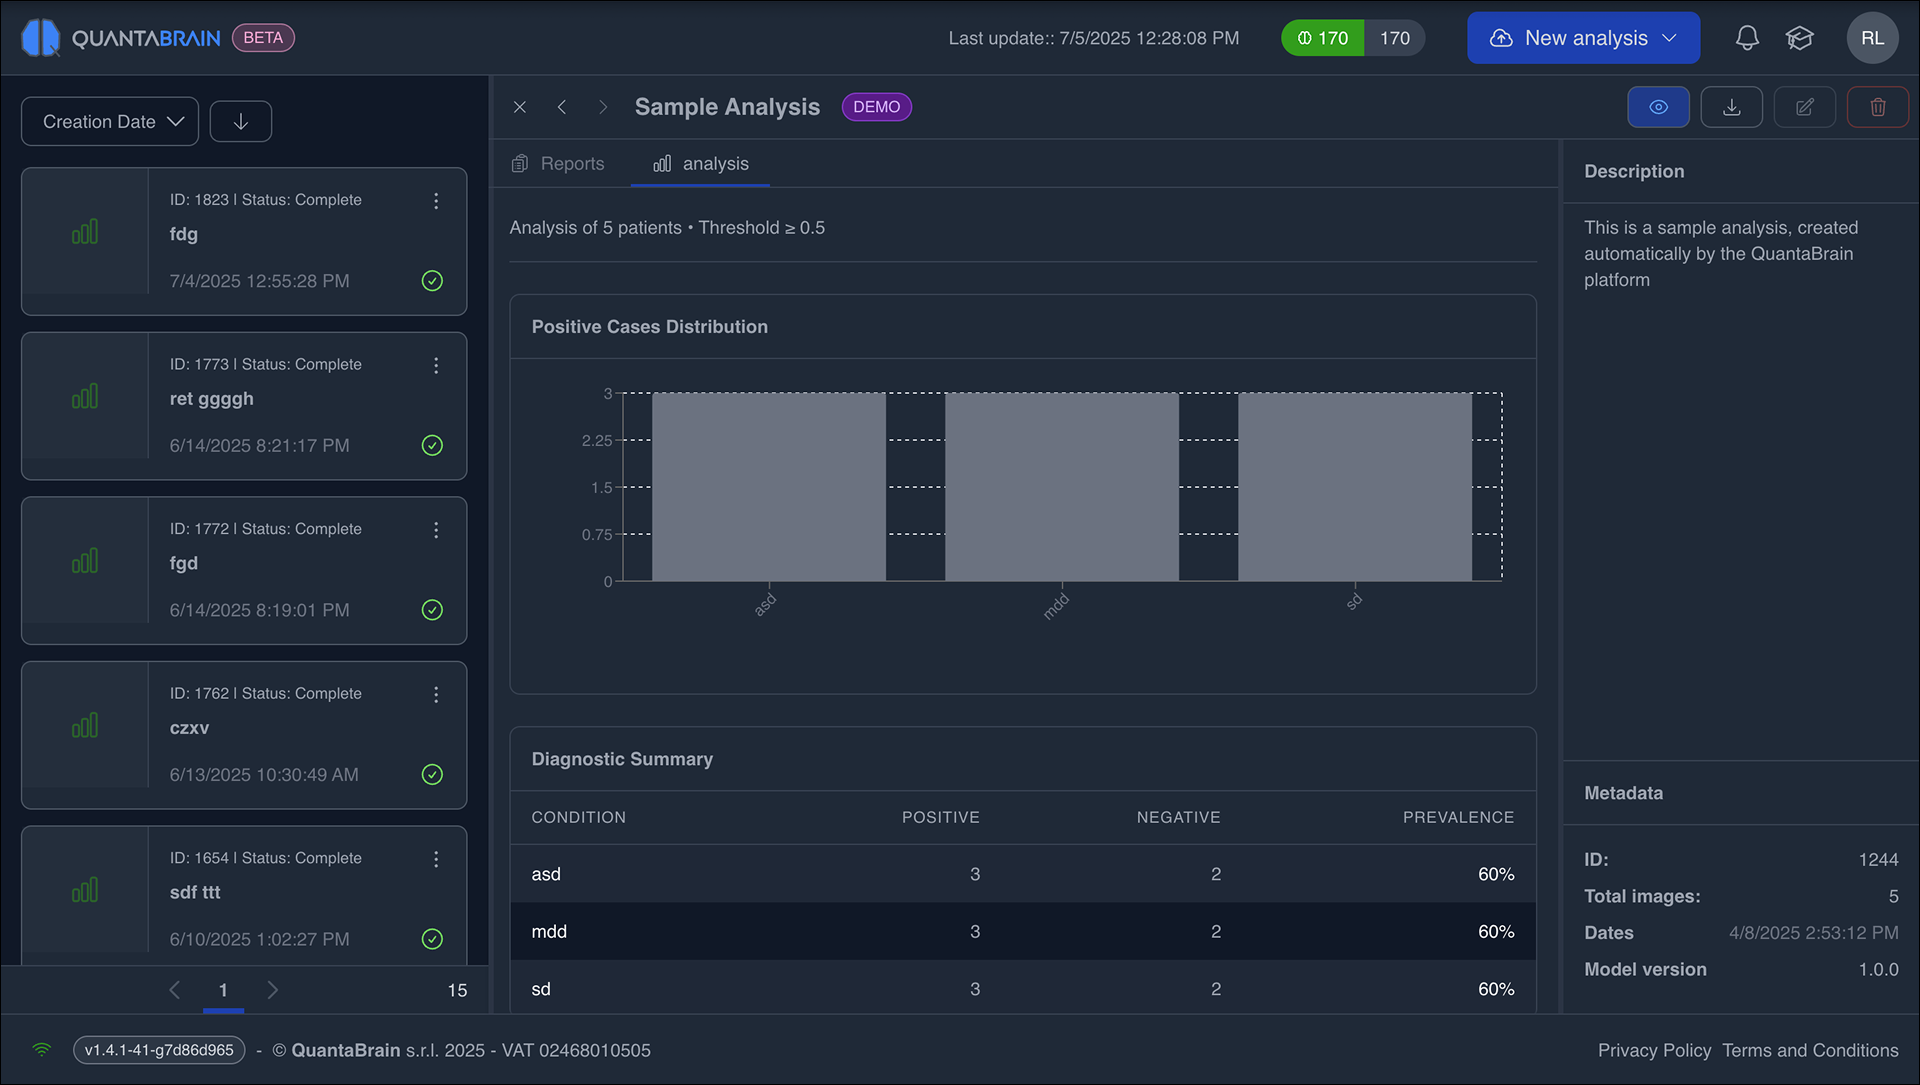 QUANTABRAIN BETA
Last update:: 7/5/2025 12:28:08 PM
170 170
New analysis
RL
Creation Date
ID: 1823 | Status: Complete
fdg
7/4/2025 12:55:28 PM
ID: 1773 | Status: Complete
ret ggggh
6/14/2025 8:21:17 PM
ID: 1772 | Status: Complete
fgd
6/14/2025 8:19:01 PM
ID: 1762 | Status: Complete
czxv
6/13/2025 10:30:49 AM
ID: 1654 | Status: Complete
sdf ttt
6/10/2025 1:02:27 PM
1
15
Sample Analysis DEMO
Reports analysis
Analysis of 5 patients • Threshold ≥ 0.5
Positive Cases Distribution
3
2.25
1.5
0.75
0
asd mdd sd
Diagnostic Summary
CONDITION POSITIVE NEGATIVE PREVALENCE
asd 3 2 60%
mdd 3 2 60%
sd 3 2 60%
Description
This is a sample analysis, created
automatically by the QuantaBrain
platform
Metadata
ID: 1244
Total images: 5
Dates 4/8/2025 2:53:12 PM
Model version 1.0.0
v1.4.1-41-g7d86d965 - © QuantaBrain s.r.l. 2025 - VAT 02468010505
Privacy Policy Terms and Conditions